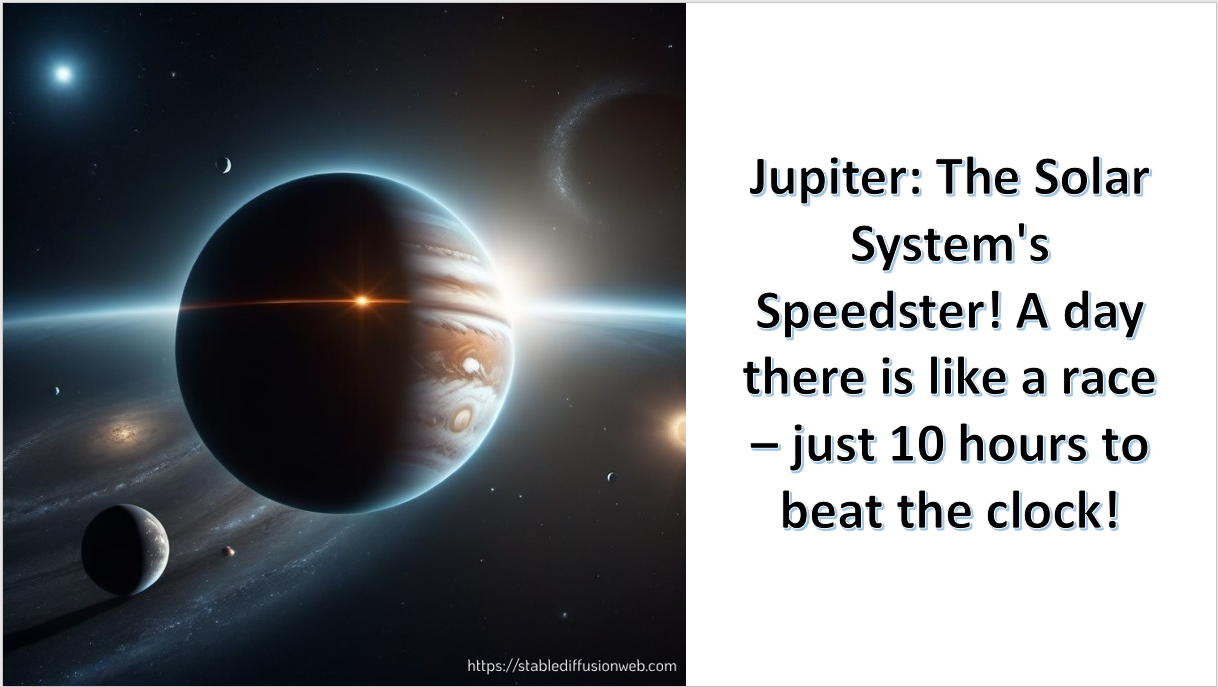 Jupiter: The Solar
System's
Speedster! A day
there is like a race
– just 10 hours to
beat the clock!
https://stablediffusionweb.com